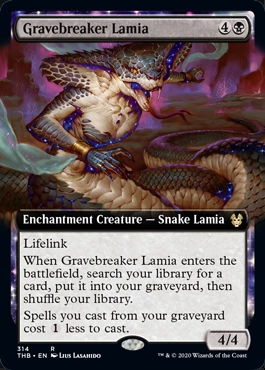 Gravebreaker Lamia 4
Enchantment Creature — Snake Lamia
Lifelink
When Gravebreaker Lamia enters the
battlefield, search your library for a
card, put it into your graveyard, then
shuffle your library.
Spells you cast from your graveyard
cost 1 less to cast.
4/4
314 R
THB • EN LIUS LASAHIDO
™ & © 2020 Wizards of the Coast